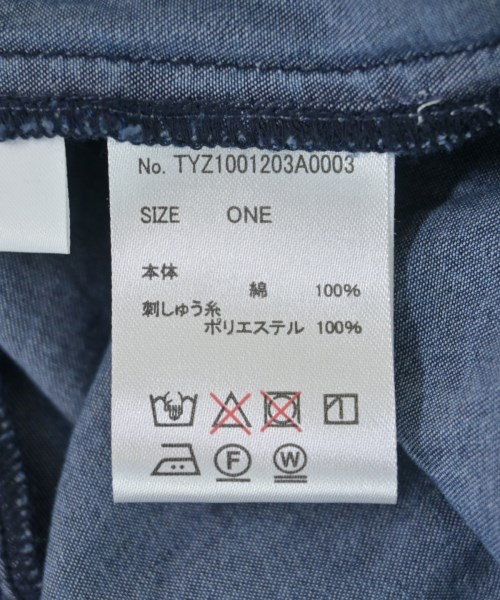 No. TYZ1001203A0003
SIZE ONE
本体
綿 100%
刺しゅう糸
ポリエステル 100%
F W